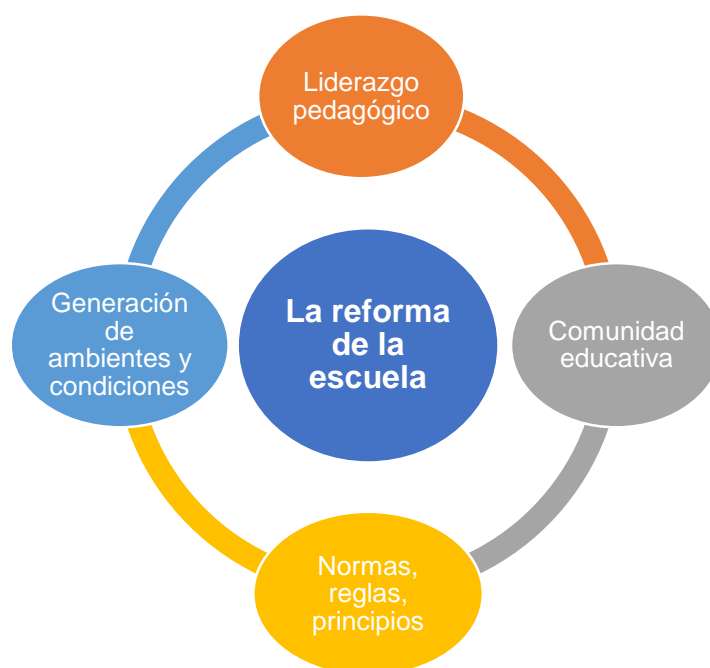 Liderazgo
pedagógico
Generación
de
ambientes y
condiciones
La reforma
de la
escuela
Comunidad
educativa
Normas,
reglas,
principios